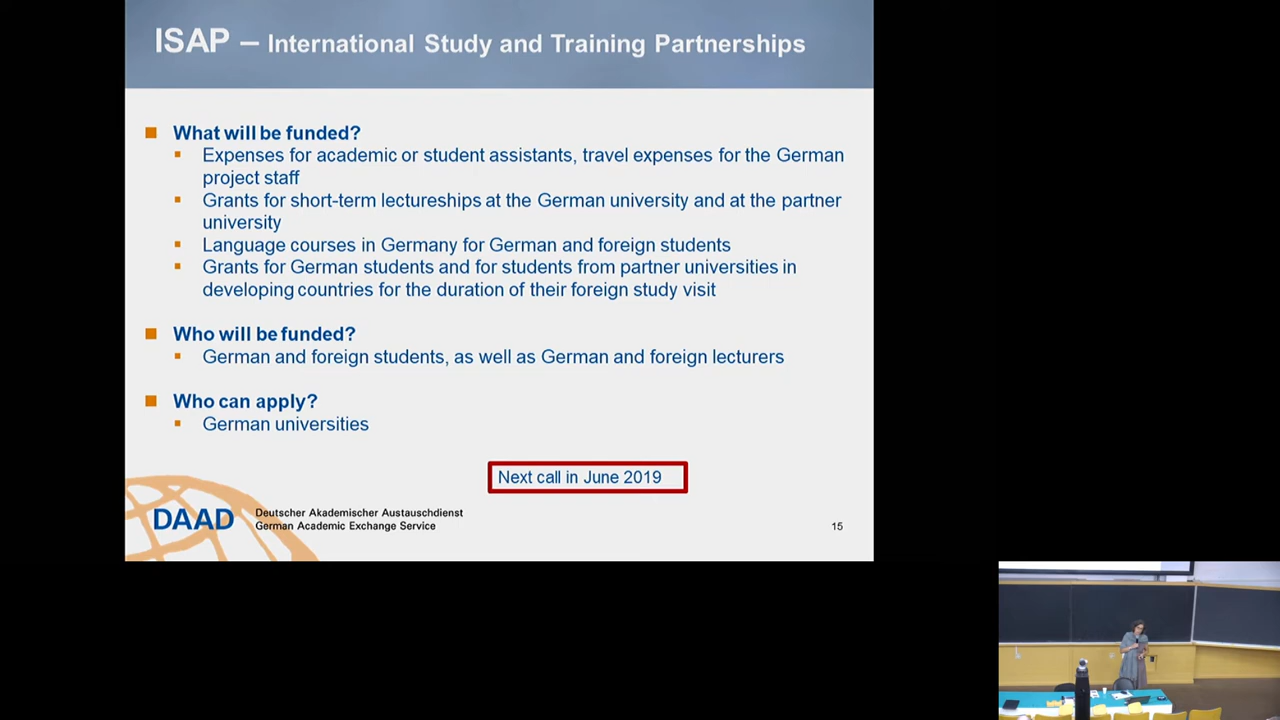 ISAP – International Study and Training Partnerships
What will be funded?
Expenses for academic or student assistants, travel expenses for the German
project staff
Grants for short-term lectureships at the German university and at the partner
university
Language courses in Germany for German and foreign students
Grants for German students and for students from partner universities in
developing countries for the duration of their foreign study visit
Who will be funded?
German and foreign students, as well as German and foreign lecturers
Who can apply?
German universities
Next call in June 2019
DAAD
Deutscher Akademischer Austauschdienst
German Academic Exchange Service
15